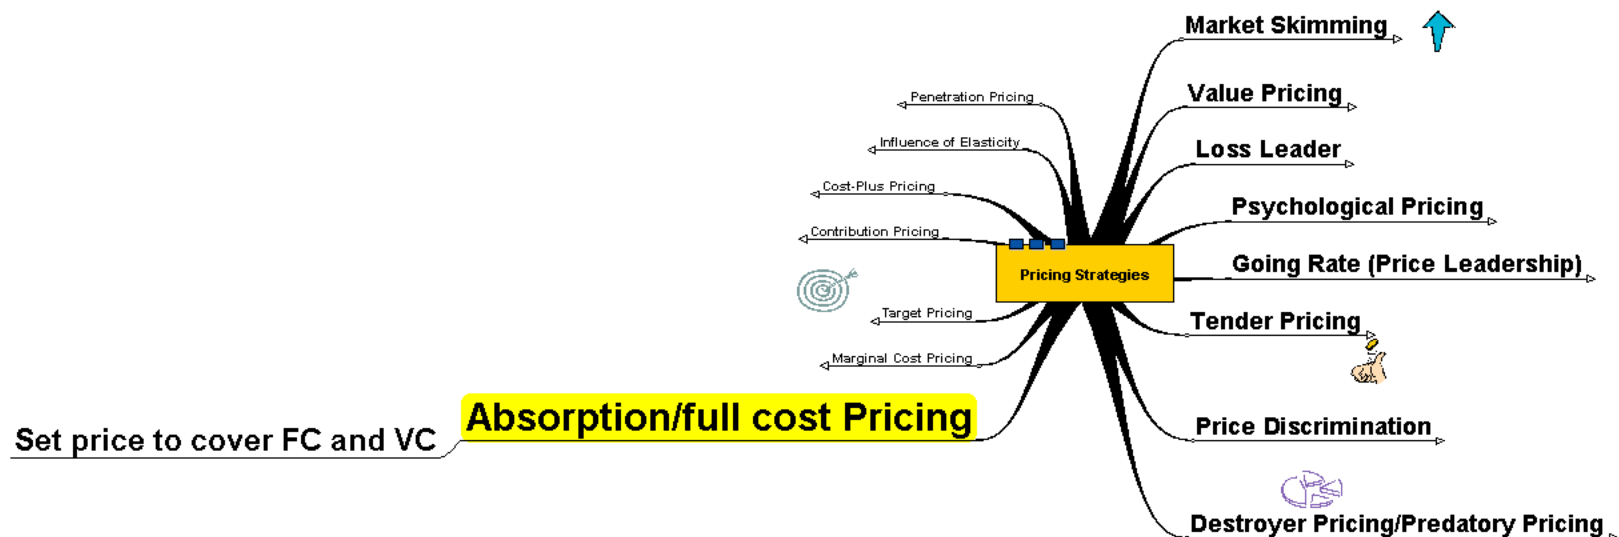 Market Skimming
Penetration Pricing
Value Pricing
Influence of Elasticity
Loss Leader
Cost-Plus Pricing
Psychological Pricing
Contribution Pricing
Pricing Strategies
Going Rate (Price Leadership)
Target Pricing
Tender Pricing
Marginal Cost Pricing
Absorption/full cost Pricing
Set price to cover FC and VC
Price Discrimination
Destroyer Pricing/Predatory Pricing